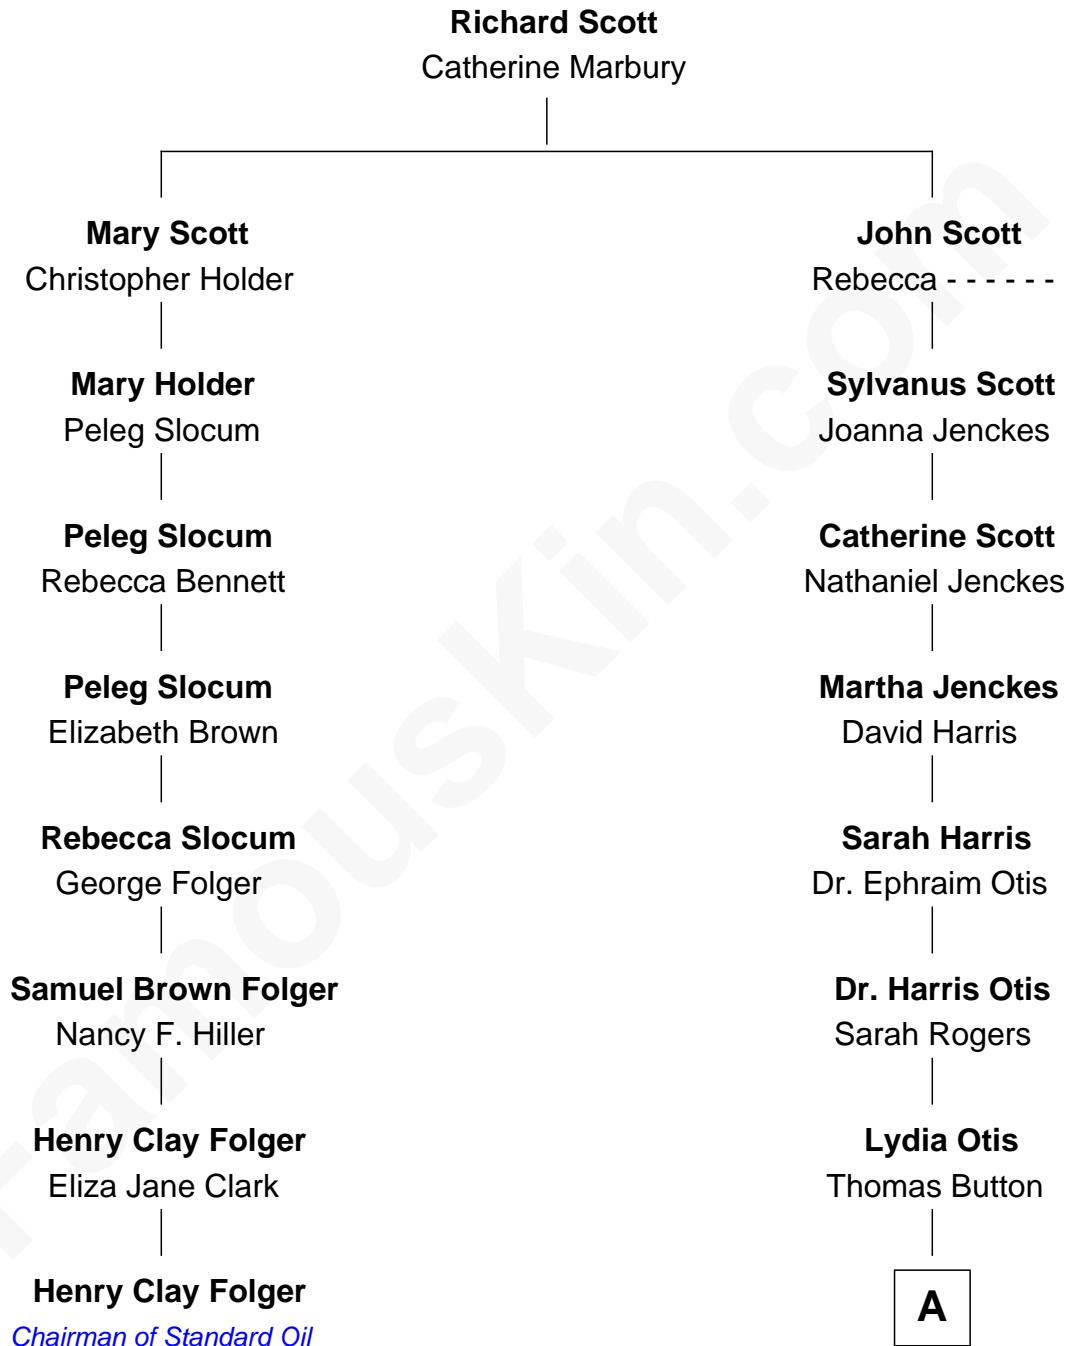 Richard Scott
Catherine Marbury
Mary Scott
Christopher Holder
John Scott
Rebecca - - - - - -
Mary Holder
Peleg Slocum
Sylvanus Scott
Joanna Jenckes
Peleg Slocum
Rebecca Bennett
Catherine Scott
Nathaniel Jenckes
Peleg Slocum
Elizabeth Brown
Martha Jenckes
David Harris
Rebecca Slocum
George Folger
Sarah Harris
Dr. Ephraim Otis
Samuel Brown Folger
Nancy F. Hiller
Dr. Harris Otis
Sarah Rogers
Henry Clay Folger
Eliza Jane Clark
Lydia Otis
Thomas Button
Henry Clay Folger
Chairman of Standard Oil
A
FamousKin.com